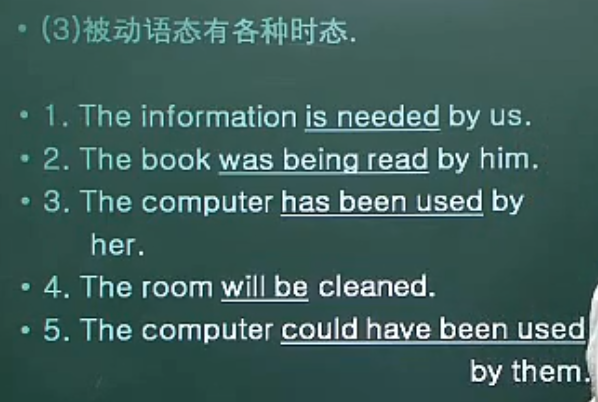 • (3)被动语态有各种时态.
• 1. The information is needed by us.
• 2. The book was being read by him.
• 3. The computer has been used by
her.
• 4. The room will be cleaned.
• 5. The computer could have been used
by them.